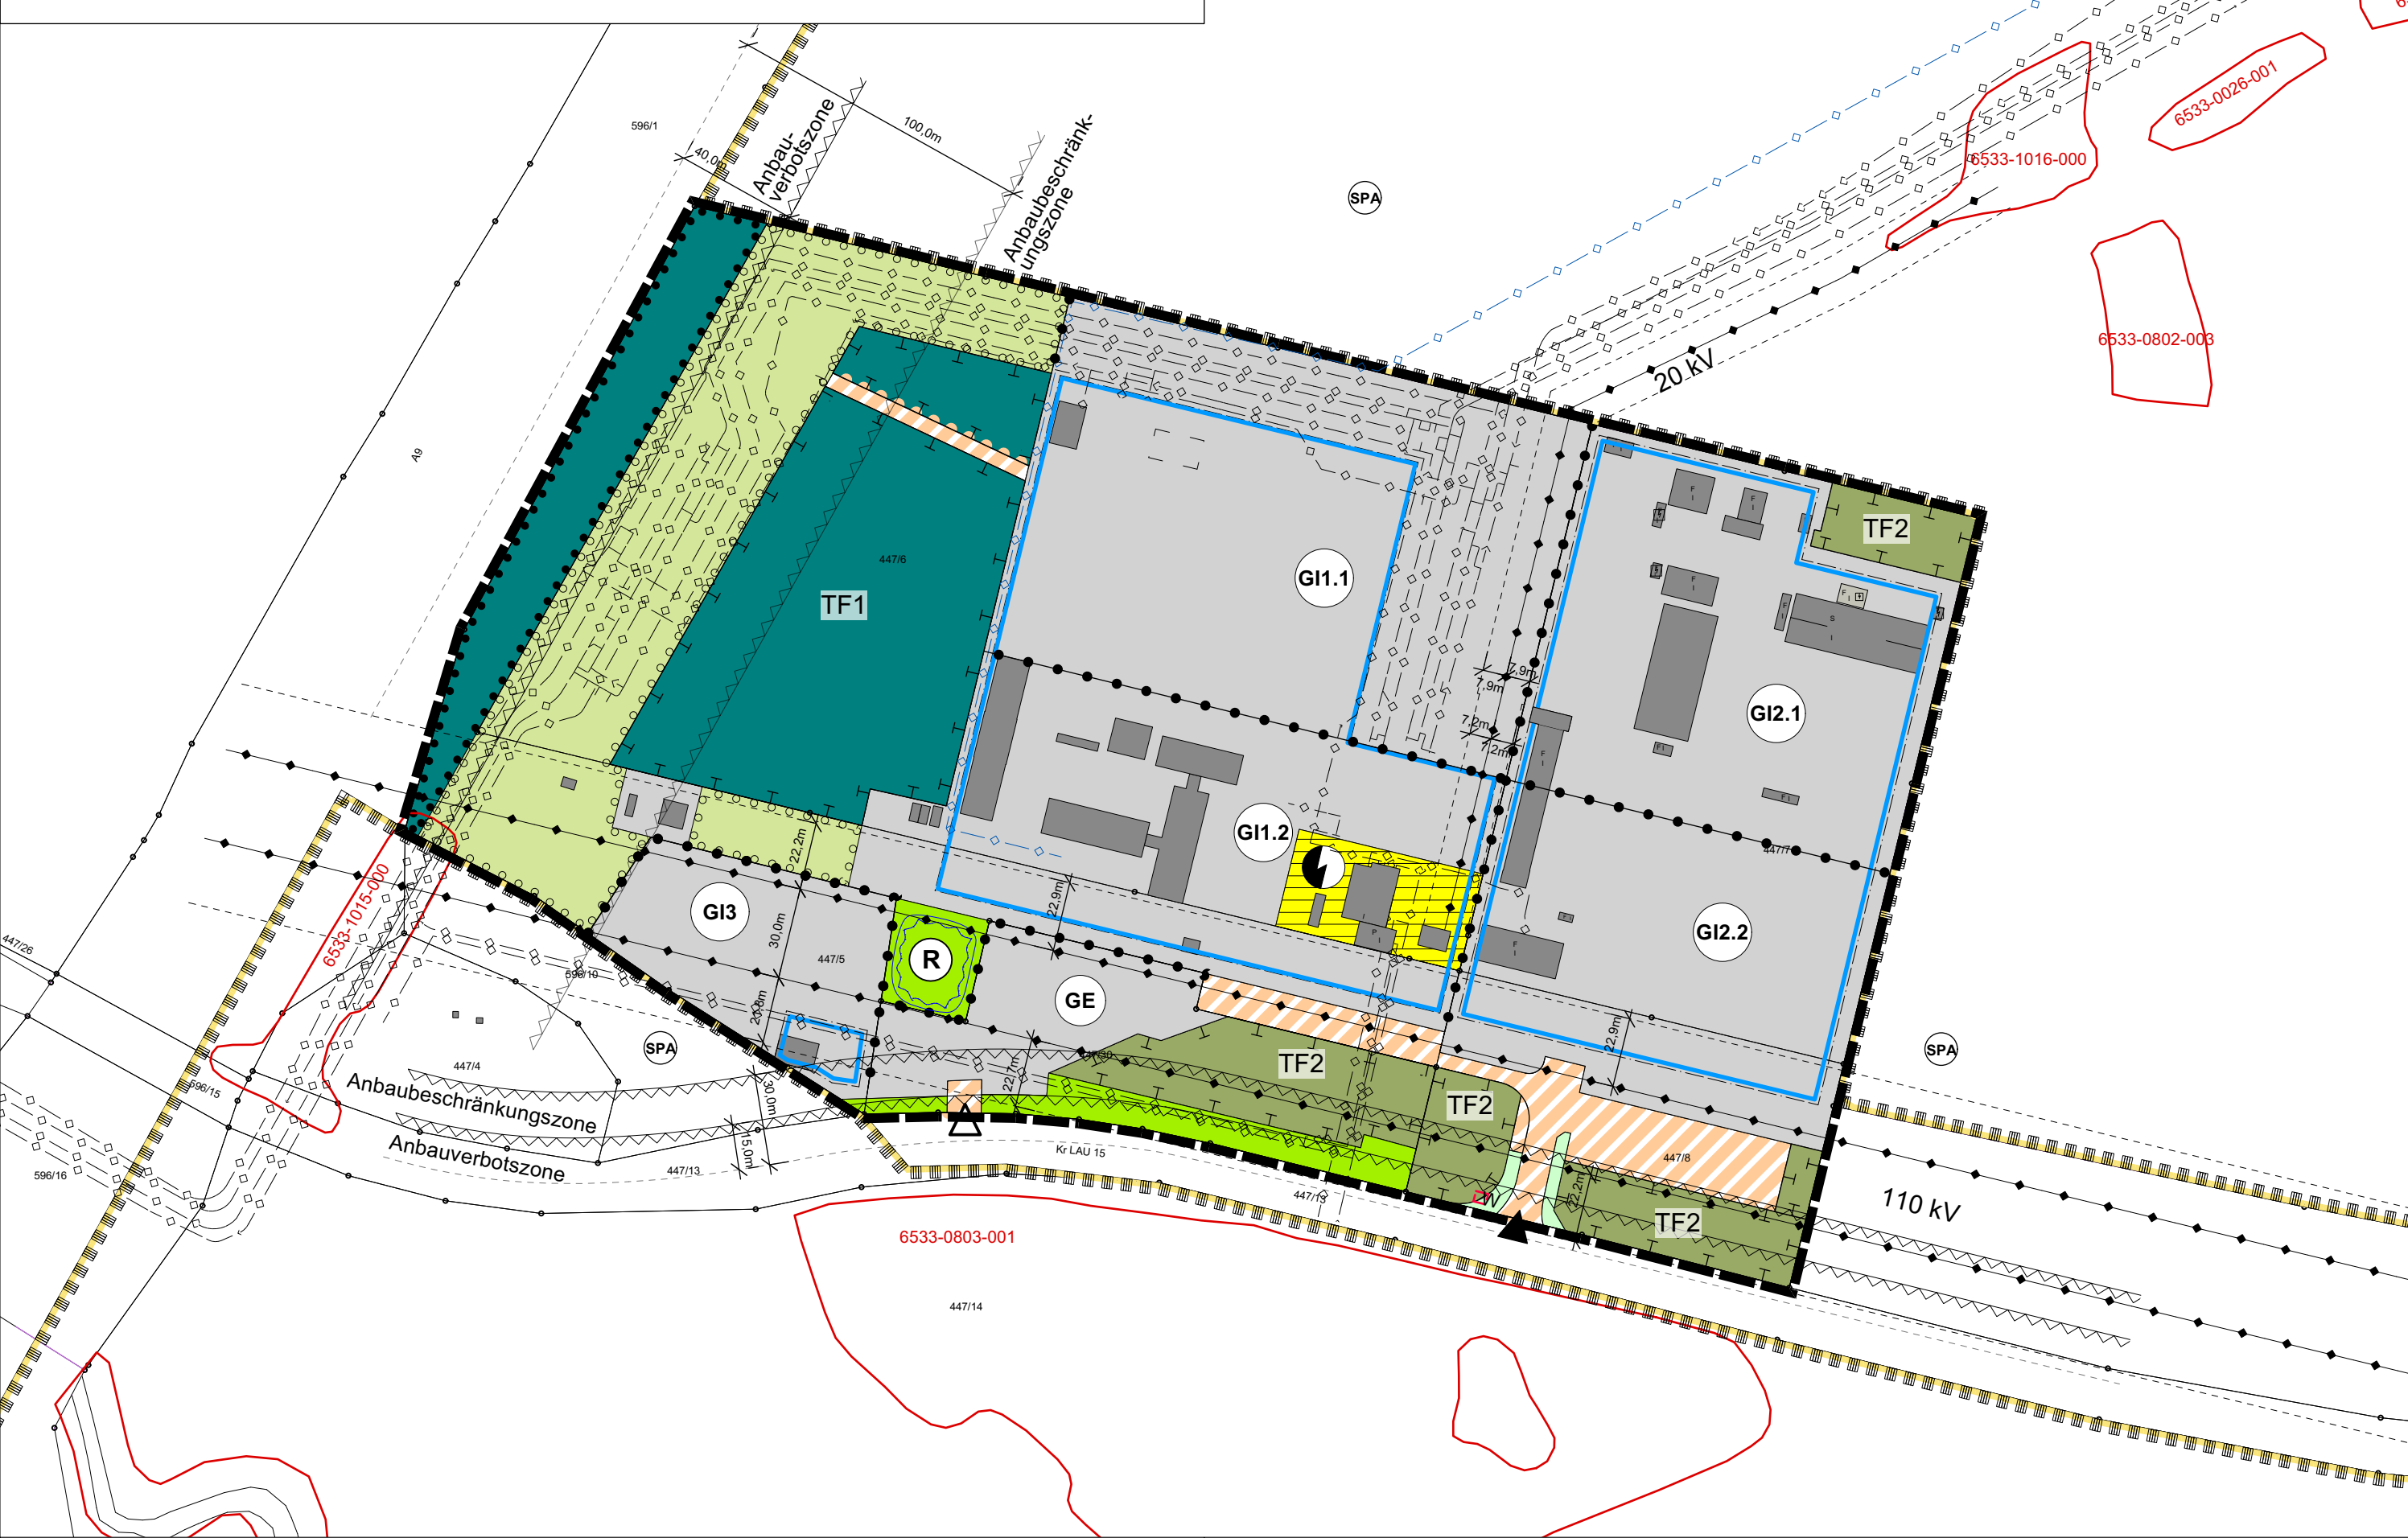 6533-0026-001
6533-1016-000
596/1
100,0m
40,0m
Anbau-
verbotszone
Anbaubeschränk-
ungszone
SPA
6533-0802-003
20 kV
A9
TF2
447/6
TF1
GI1.1
7,9m
7,9m
7,2m
7,2m
GI2.1
GI1.2
447/7
22,2m
GI3
22,9m
GI2.2
6533-1015-000
30,0m
447/5
R
447/26
596/10
GE
SPA
22,9m
SPA
447/4
Anbaubeschränkungszone
596/15
30,0m
22,7m
TF2
TF2
Anbauverbotszone
15,0m
447/13
Kr LAU 15
447/8
596/16
447/13
22,2m
TF2
110 kV
6533-0803-001
447/14